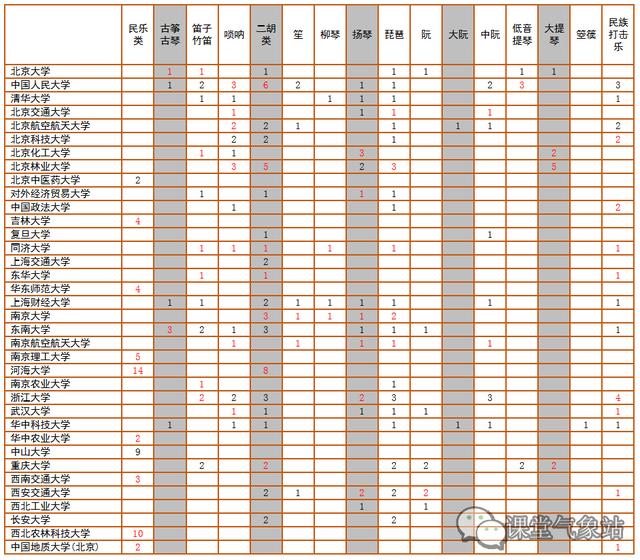 民乐类 古筝古琴 笛子竹笛 唢呐 二胡类 笙 柳琴 扬琴 琵琶 阮 大阮 中阮 低音提琴 大提琴 箜篌 民族打击乐
北京大学 1 1 1 1 1 1 1
中国人民大学 1 2 3 6 2 1 1 2 3 3
清华大学 1 1 1 1 1 1
北京交通大学 1 1 1 1
北京航空航天大学 2 2 1 1 1 1 2
北京科技大学 2 2 1 2
北京化工大学 1 1 3 2
北京林业大学 3 5 2 3 5
北京中医药大学 2
对外经济贸易大学 1 1 1 1
中国政法大学 1 1 2
吉林大学 4
复旦大学 1 1
同济大学 1 1 1 1 1 1
上海交通大学 2
东华大学 1 1 1
华东师范大学 4
上海财经大学 1 1 2 1 1 1 1 1 1
南京大学 3 1 1 1 2
东南大学 3 2 1 3 1 1 1 1
南京航空航天大学 1 1 1 1 1
南京理工大学 5
河海大学 14 8
南京农业大学 1 1
浙江大学 2 2 3 2 3 3 4
武汉大学 1 1 1 1 1 1
华中科技大学 1 1 1 1 1 1 1 1
华中农业大学 2
中山大学 9
重庆大学 2 2 2 2 2 2
西南交通大学 3
西安交通大学 2 1 2 2 2 1
西北工业大学 1 1
长安大学 2 2
西北农林科技大学 10
中国地质大学(北京) 2 1
课堂气象站